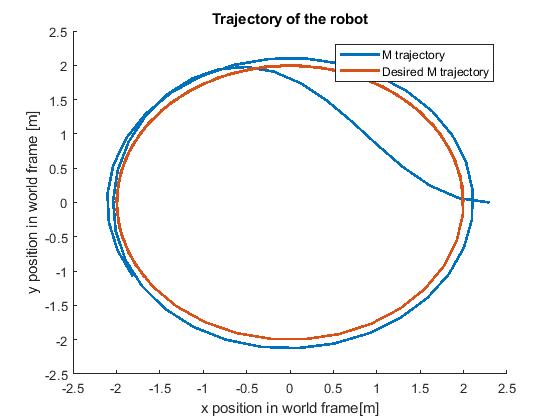 Trajectory of the robot
M trajectory
Desired M trajectory
y position in world frame [m]
2.5
2
1.5
1
0.5
0
-0.5
-1
-1.5
-2
-2.5
-2.5 -2 -1.5 -1 -0.5 0 0.5 1 1.5 2 2.5
x position in world frame[m]